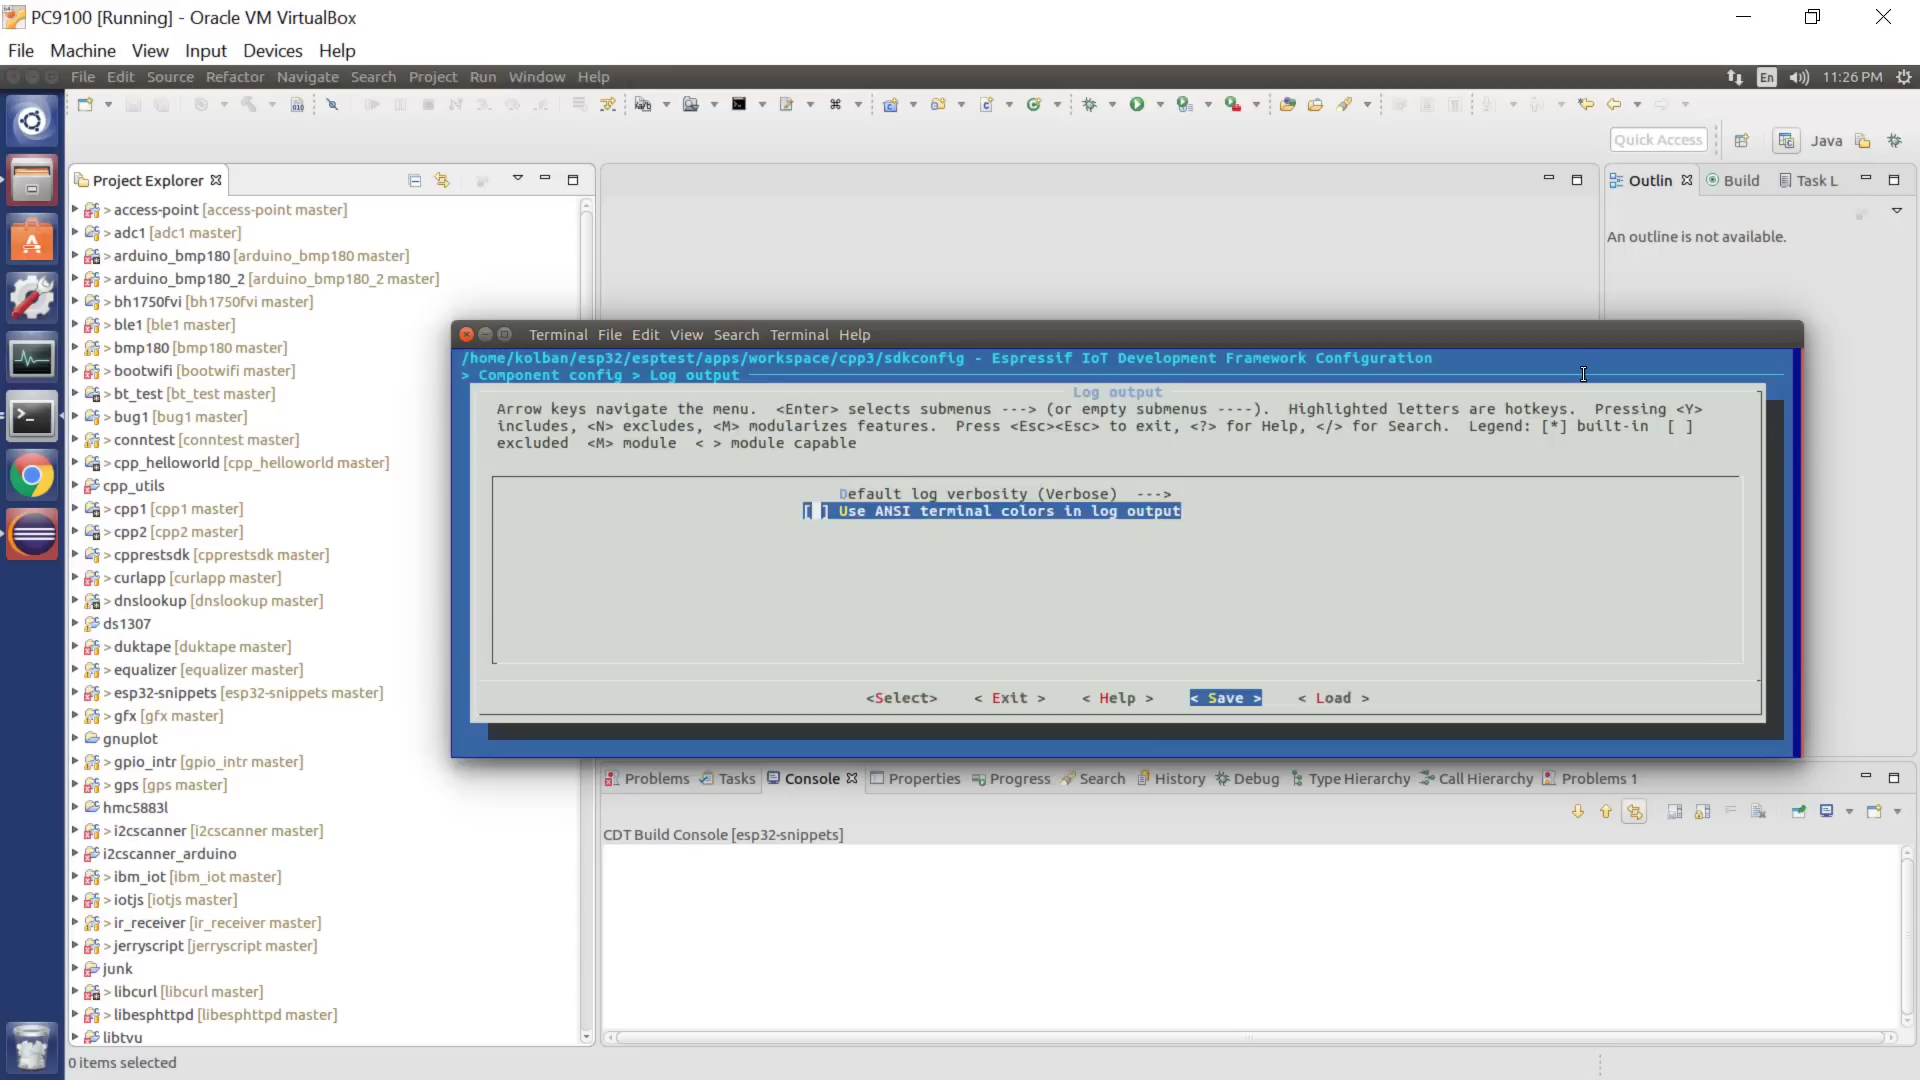 PC9100 [Running] - Oracle VM VirtualBox
File Machine View Input Devices Help
File Edit Source Refactor Navigate Search Project Run Window Help
En 11:26 PM
Quick Access
Java
Project Explorer
> access-point [access-point master]
> adc1 [adc1 master]
> arduino_bmp180 [arduino_bmp180 master]
> arduino_bmp180_2 [arduino_bmp180_2 master]
> bh1750fvi [bh1750fvi master]
> ble1 [ble1 master]
> bmp180 [bmp180 master]
> bootwifi [bootwifi master]
> bt_test [bt_test master]
> bug1 [bug1 master]
> conntest [conntest master]
> cpp_helloworld [cpp_helloworld master]
cpp_utils
> cpp1 [cpp1 master]
> cpp2 [cpp2 master]
> cpprestsdk [cpprestsdk master]
> curlapp [curlapp master]
> dnslookup [dnslookup master]
ds1307
> duktape [duktape master]
> equalizer [equalizer master]
> esp32-snippets [esp32-snippets master]
> gfx [gfx master]
gnuplot
> gpio_intr [gpio_intr master]
> gps [gps master]
hmc5883l
> i2cscanner [i2cscanner master]
i2cscanner_arduino
> ibm_iot [ibm_iot master]
> iotjs [iotjs master]
> ir_receiver [ir_receiver master]
> jerryscript [jerryscript master]
junk
> libcurl [libcurl master]
> libesphttpd [libesphttpd master]
libtvu
0 items selected
Outlin Build Task L
An outline is not available.
Terminal File Edit View Search Terminal Help
/home/kolban/esp32/esptest/apps/workspace/cpp3/sdkconfig - Espressif IoT Development Framework Configuration
> Component config > Log output
Log output
Arrow keys navigate the menu. <Enter> selects submenus ---> (or empty submenus ----). Highlighted letters are hotkeys. Pressing <Y>
includes, <N> excludes, <M> modularizes features. Press <Esc><Esc> to exit, <?> for Help, </> for Search. Legend: [*] built-in [ ]
excluded <M> module < > module capable
Default log verbosity (Verbose) --->
[ ] Use ANSI terminal colors in log output
<Select> < Exit > < Help > < Save > < Load >
Problems Tasks Console Properties Progress Search History Debug Type Hierarchy Call Hierarchy Problems 1
CDT Build Console [esp32-snippets]